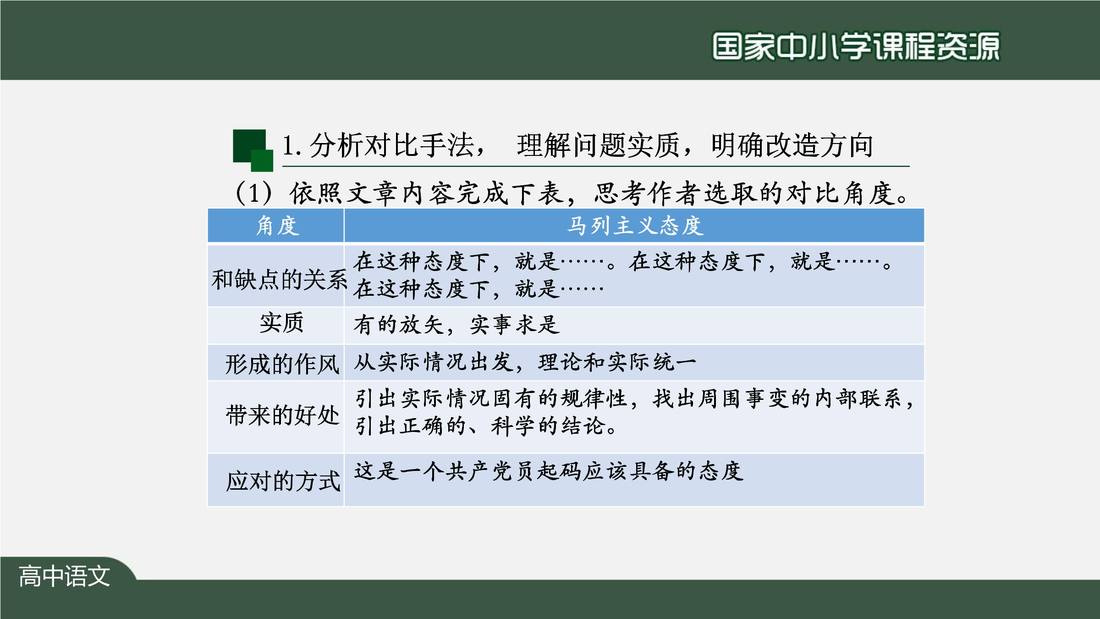 国家中小学课程资源
1.分析对比手法， 理解问题实质，明确改造方向
（1）依照文章内容完成下表，思考作者选取的对比角度。
角度
马列主义态度
和缺点的关系
在这种态度下，就是……。在这种态度下，就是……。
在这种态度下，就是……
实质
有的放矢，实事求是
形成的作风
从实际情况出发，理论和实际统一
带来的好处
引出实际情况固有的规律性，找出周围事变的内部联系，
引出正确的、科学的结论。
应对的方式
这是一个共产党员起码应该具备的态度
高中语文